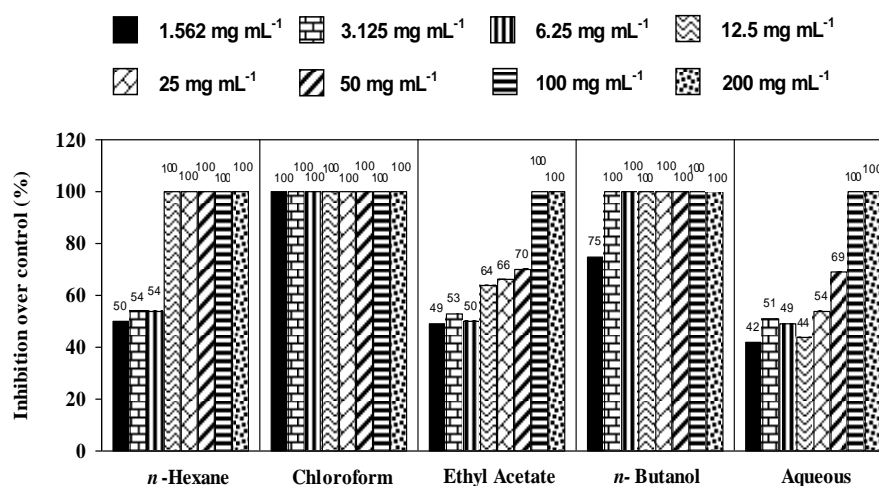 1.562 mg mL-1 3.125 mg mL-1 6.25 mg mL-1 12.5 mg mL-1
25 mg mL-1 50 mg mL-1 100 mg mL-1 200 mg mL-1
Inhibition over control (%)
120
100
80
60
40
20
0
50 54 54 100 100 100 100 100
100 100 100 100 100 100 100 100
49 53 50 64 66 70 100 100
75 100 100 100 100 100 100 100
42 51 49 44 54 69 100 100
n -Hexane Chloroform Ethyl Acetate n- Butanol Aqueous